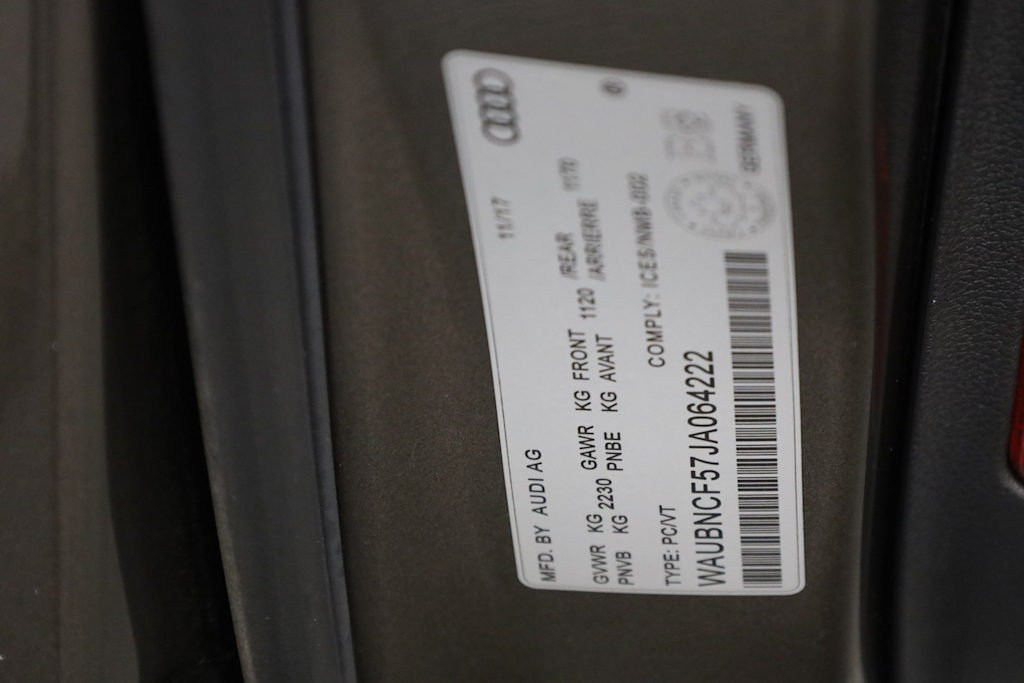 MFD. BY AUDI AG 11/17
GVWR KG GAWR KG FRONT /REAR
2230 1120 1170
PNVB KG PNBE KG AVANT /ARRIERRE
COMPLY: ICES/NMB-002
TYPE: PC/VT
WAUBNCF57JA064222
GERMANY